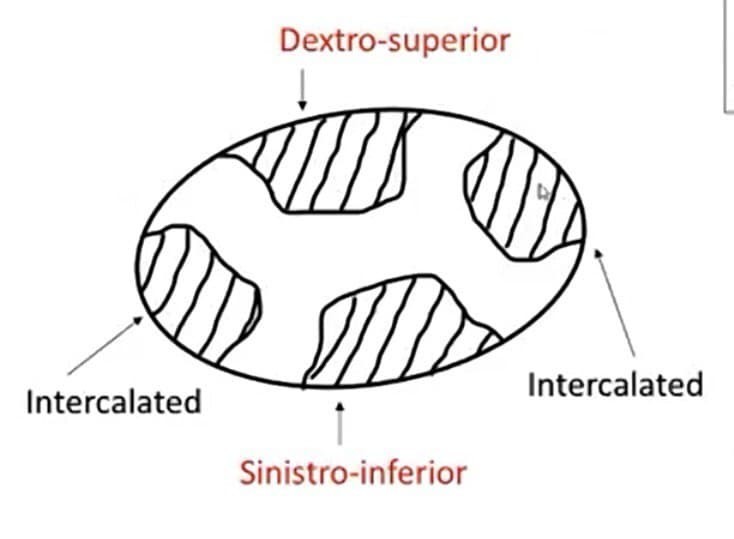 Dextro-superior
Intercalated
Intercalated
Sinistro-inferior